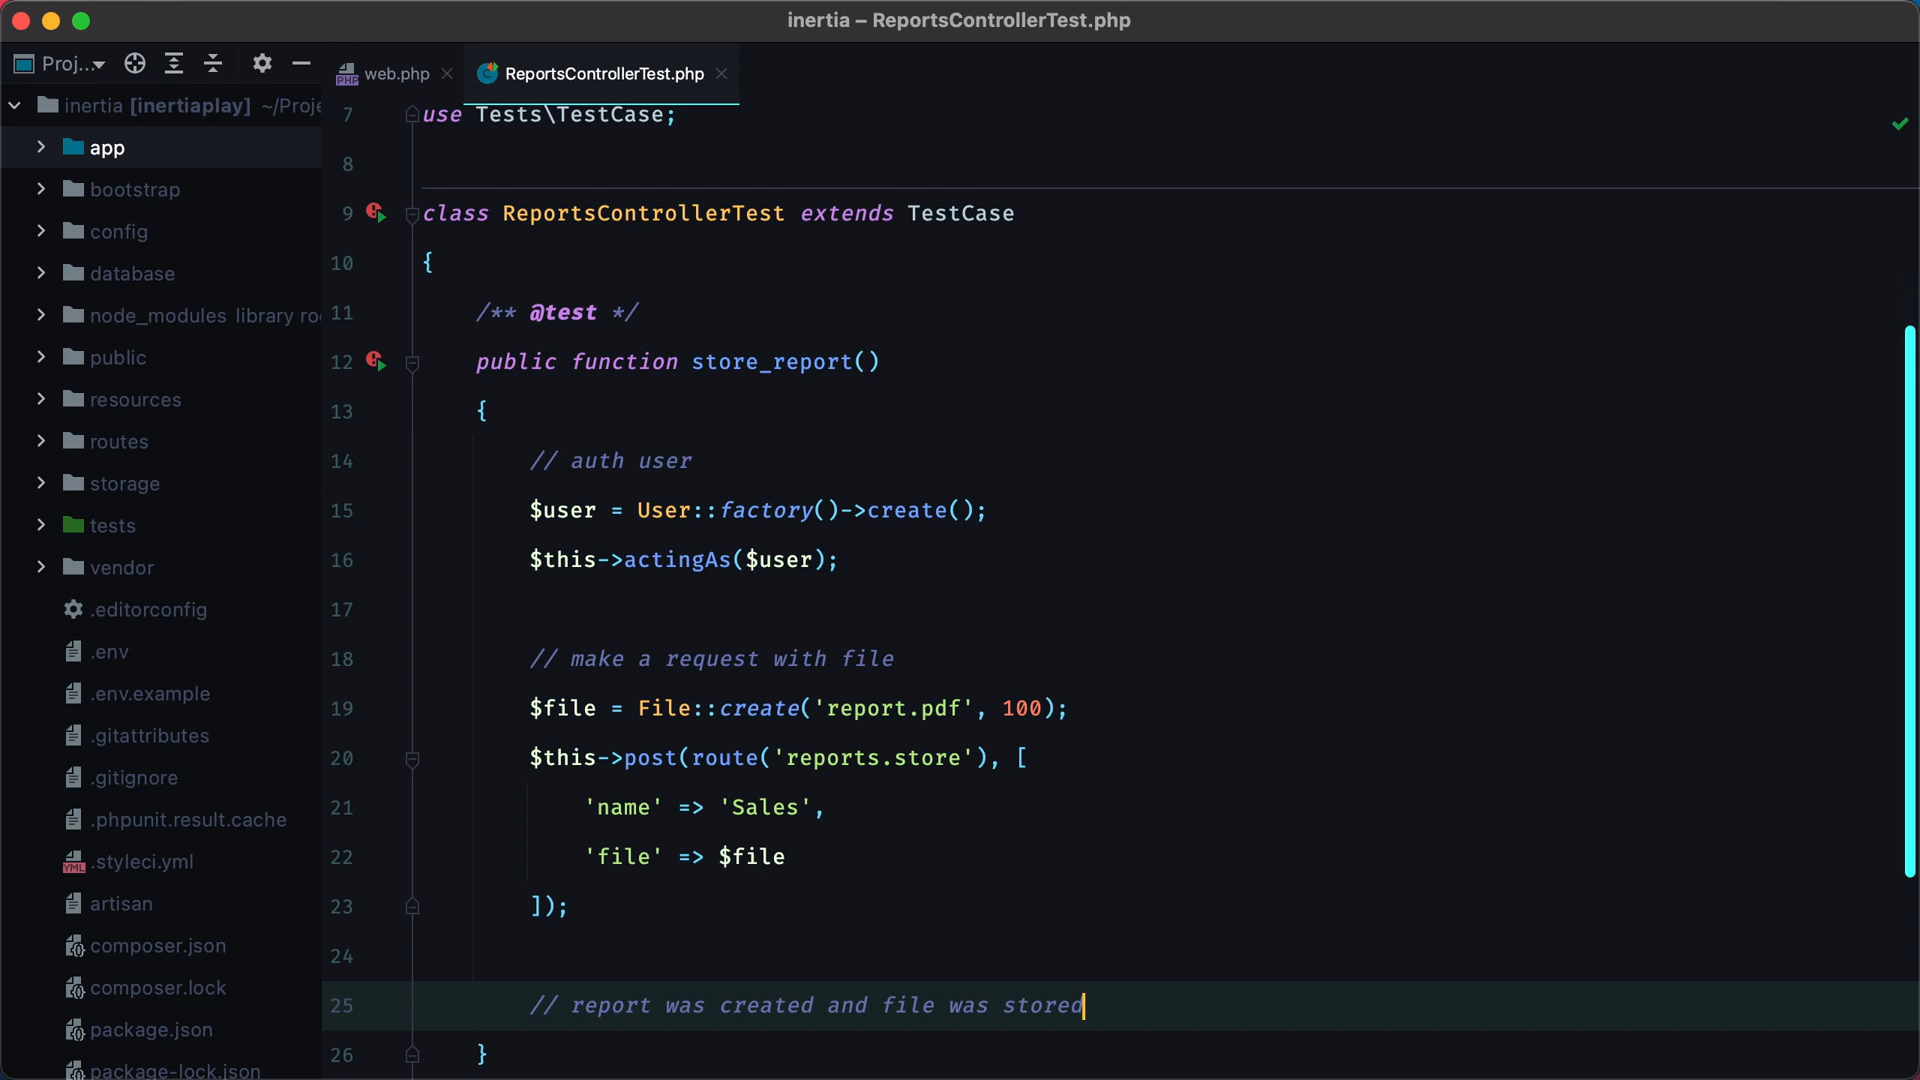 inertia – ReportsControllerTest.php
Proj...
web.php
ReportsControllerTest.php
inertia [inertiaplay] ~/Proje
app
bootstrap
config
database
node_modules library ro
public
resources
routes
storage
tests
vendor
.editorconfig
.env
.env.example
.gitattributes
.gitignore
.phpunit.result.cache
.styleci.yml
artisan
composer.json
composer.lock
package.json
package-lock.json
7 use Tests\TestCase;
8
9 class ReportsControllerTest extends TestCase
10 {
11 /** @test */
12 public function store_report()
13 {
14 // auth user
15 $user = User::factory()->create();
16 $this->actingAs($user);
17
18 // make a request with file
19 $file = File::create('report.pdf', 100);
20 $this->post(route('reports.store'), [
21 'name' => 'Sales',
22 'file' => $file
23 ]);
24
25 // report was created and file was stored
26 }